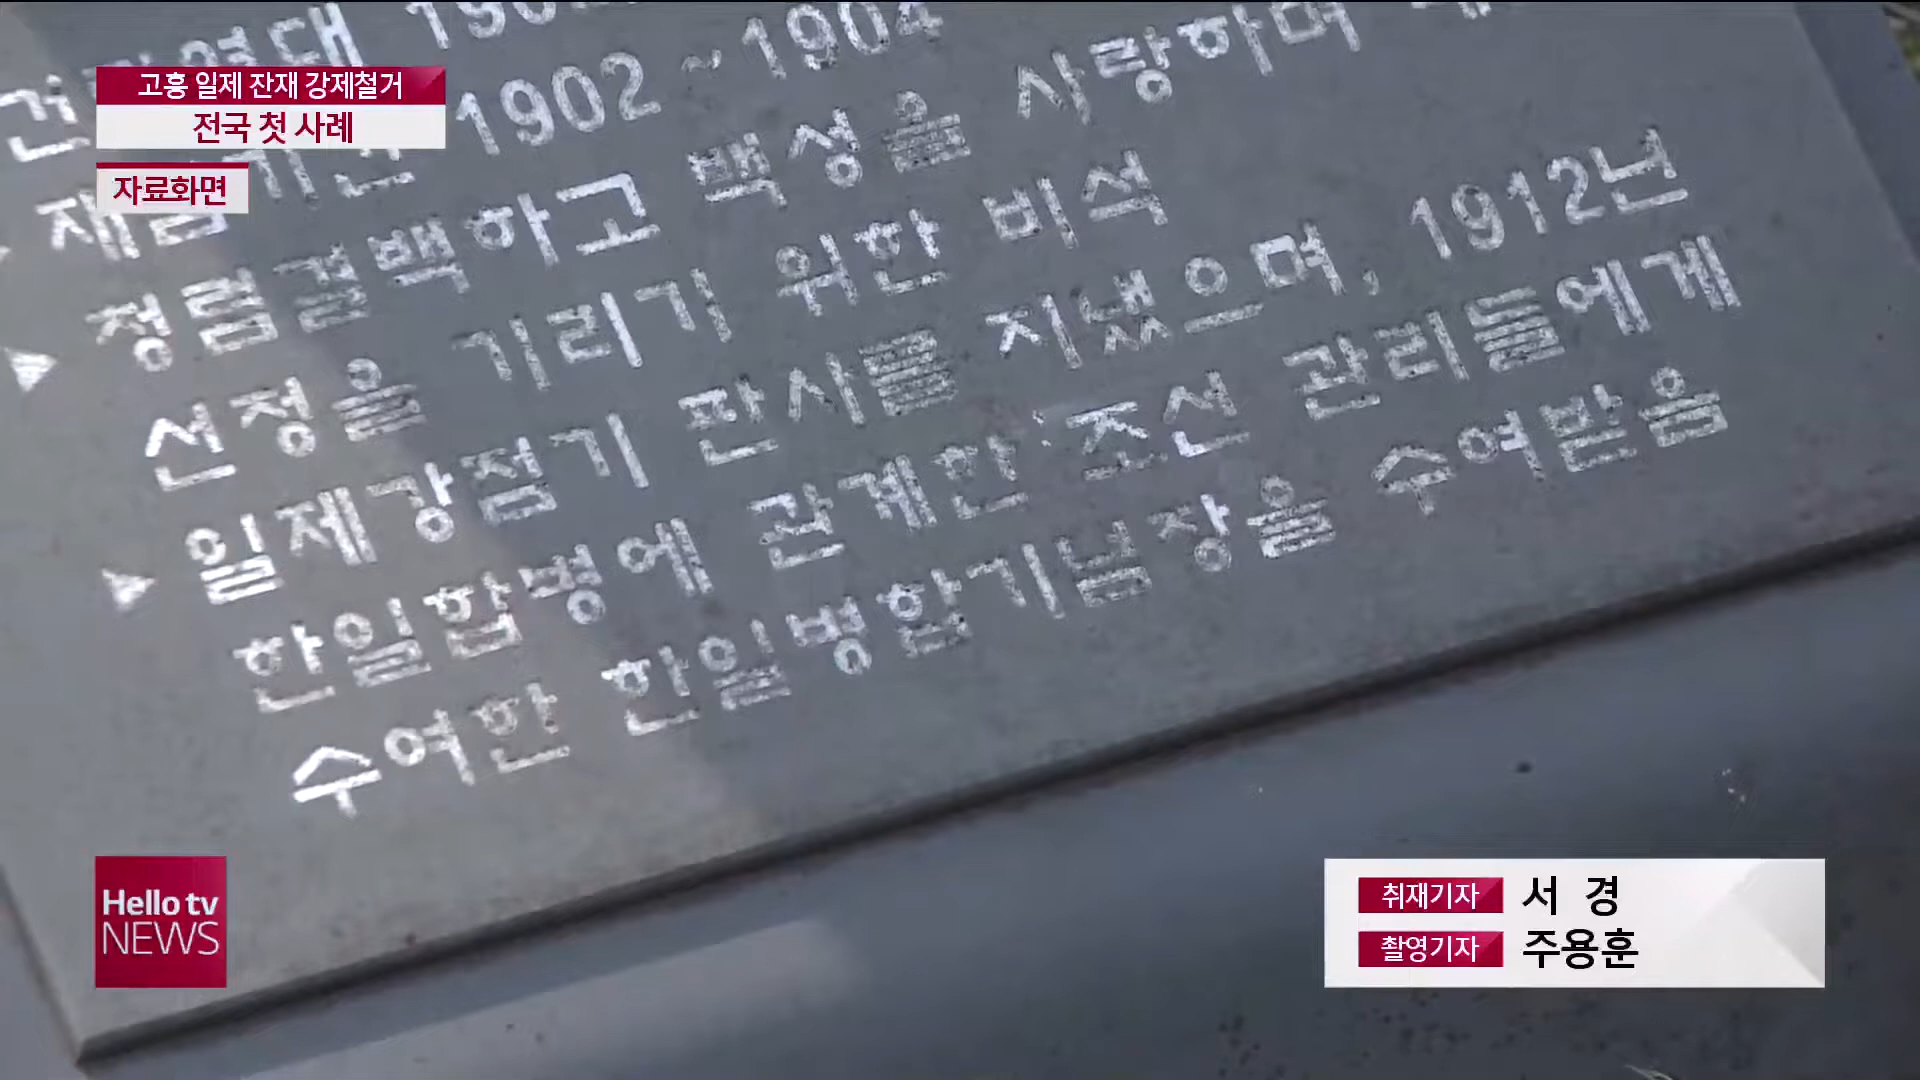 고흥 일제 잔재 강제철거
전국 첫 사례
자료화면
건립연대
1902 ~ 1904
청렴결백하고 백성을 사랑하며
선정을 기리기 위한 비석
일제강점기 판사를 지냈으며, 1912년
한일합병에 관계한 조선 관리들에게
수여한 한일병합기념장을 수여받음
Hello tv
NEWS
취재기자 서 경
촬영기자 주용훈